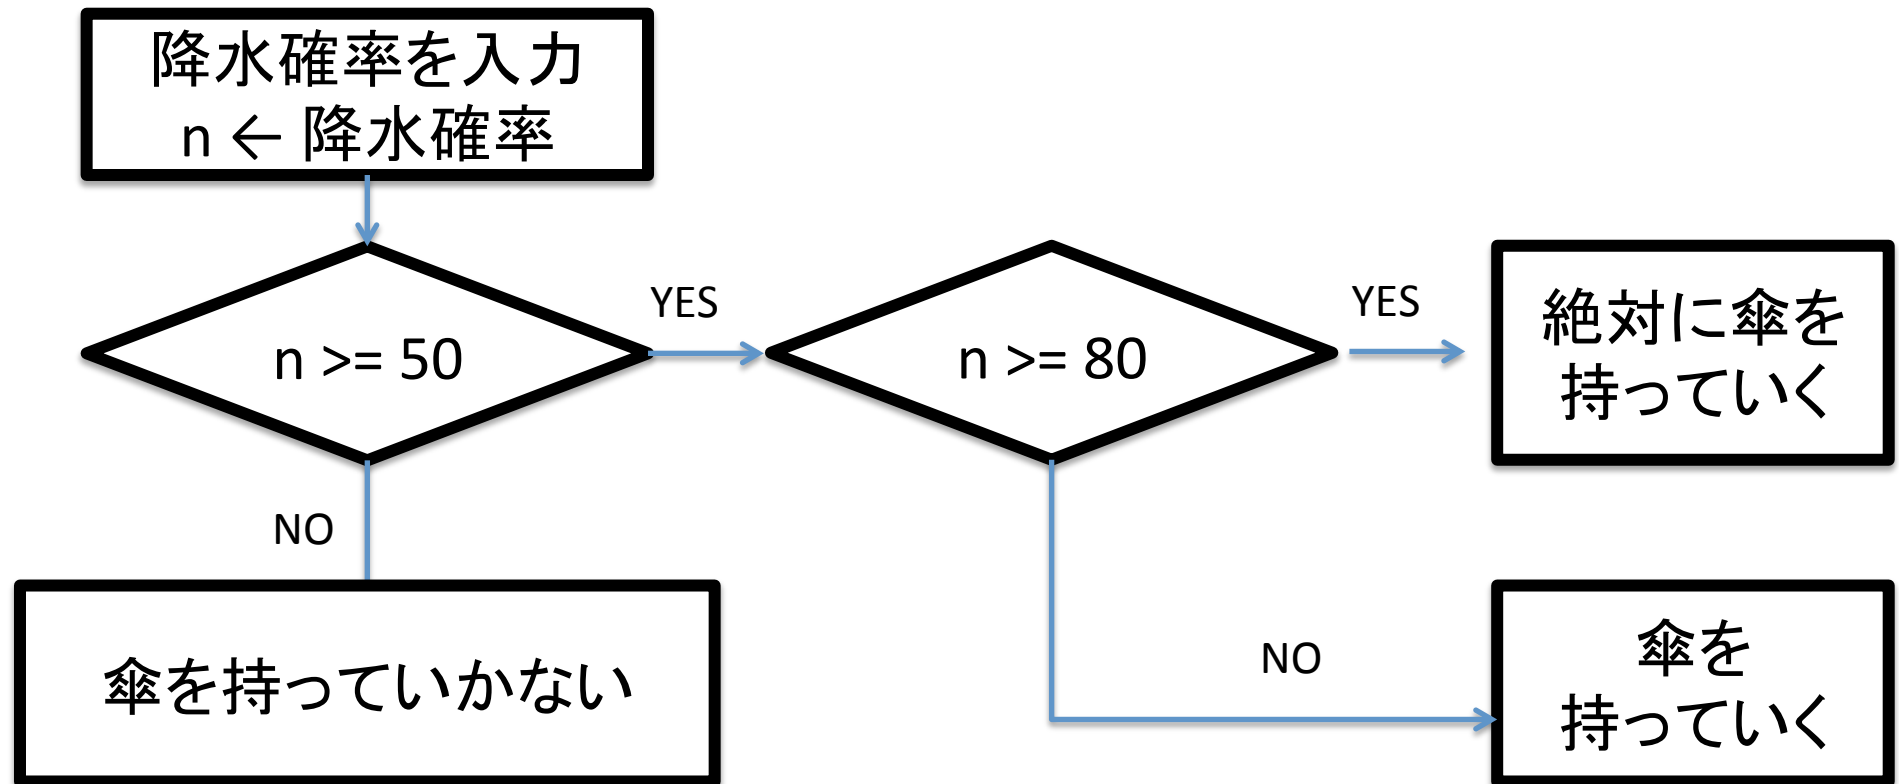 降水確率を入力
n ← 降水確率
n >= 50
YES
n >= 80
YES
絶対に傘を
持っていく
NO
傘を持っていかない
NO
傘を
持っていく